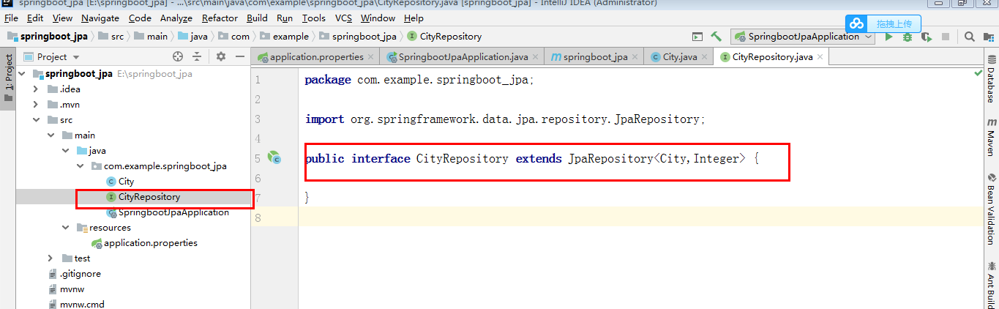 springboot_jpa [E:\springboot_jpa] - ...\src\main\java\com\example\springboot_jpa\CityRepository.java [springboot_jpa] - IntelliJ IDEA (Administrator)
File Edit View Navigate Code Analyze Refactor Build Run Tools VCS Window Help
拖拽上传
springboot_jpa src main java com example springboot_jpa CityRepository
SpringbootJpaApplication
1: Project
Project
application.properties SpringbootJpaApplication.java springboot_jpa City.java CityRepository.java
springboot_jpa E:\springboot_jpa
.idea
.mvn
src
main
java
com.example.springboot_jpa
City
CityRepository
SpringbootJpaApplication
resources
application.properties
test
.gitignore
mvnw
mvnw.cmd
1 package com.example.springboot_jpa;
2
3 import org.springframework.data.jpa.repository.JpaRepository;
4
5 public interface CityRepository extends JpaRepository<City,Integer> {
6
7 }
8
Database
Maven
Bean Validation
Ant Build